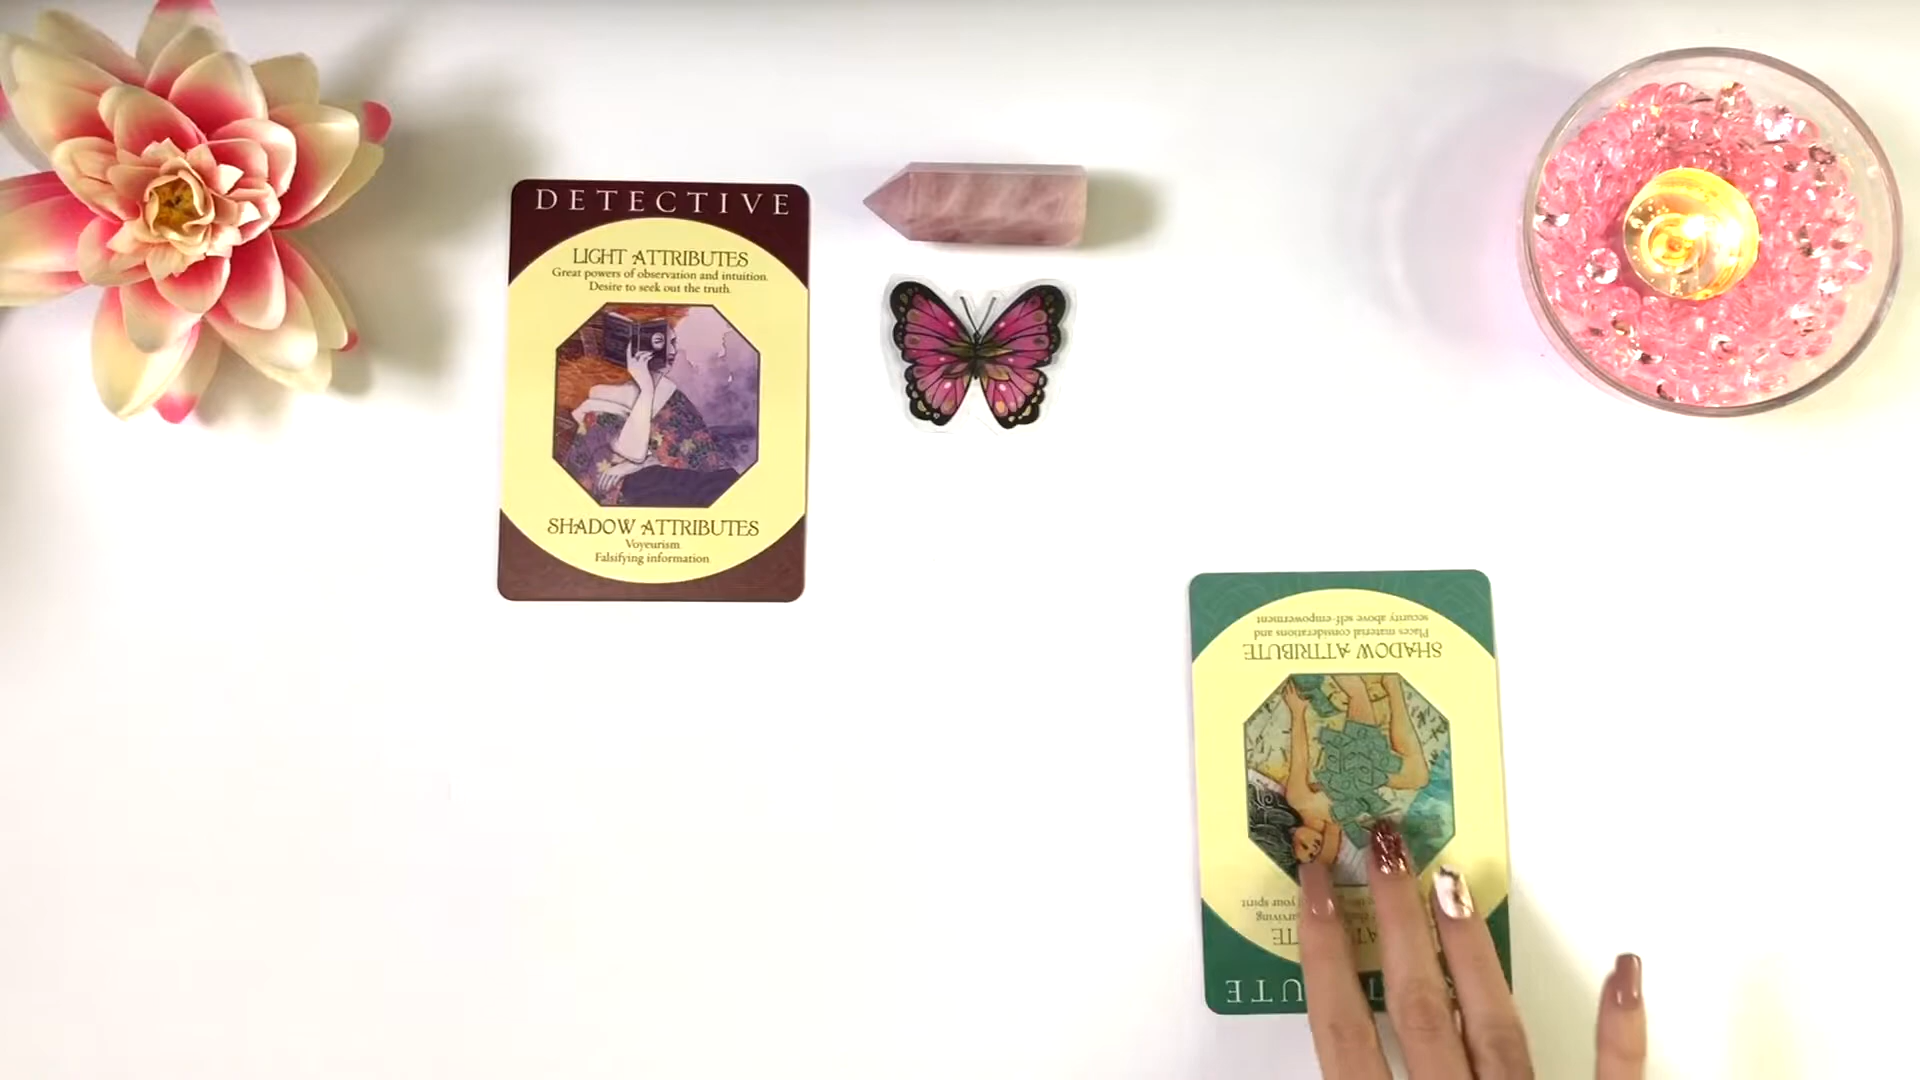 DETECTIVE
LIGHT ATTRIBUTES
Great powers of observation and intuition.
Desire to seek out the truth.
SHADOW ATTRIBUTES
Voyeurism
Falsifying information
SHADOW ATTRIBUTE
Places material considerations and
security above self-empowerment
of your spirit